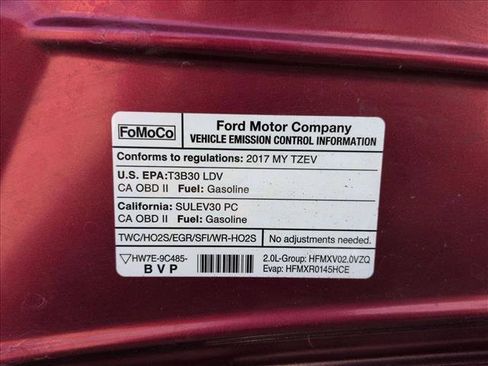 FoMoCo
Ford Motor Company
VEHICLE EMISSION CONTROL INFORMATION
Conforms to regulations: 2017 MY TZEV
U.S. EPA:T3B30 LDV
CA OBD II Fuel: Gasoline
California: SULEV30 PC
CA OBD II Fuel: Gasoline
TWC/HO2S/EGR/SFI/WR-HO2S No adjustments needed.
HW7E-9C485- 2.0L-Group: HFMXV02.0VZQ
B V P Evap: HFMXR0145HCE